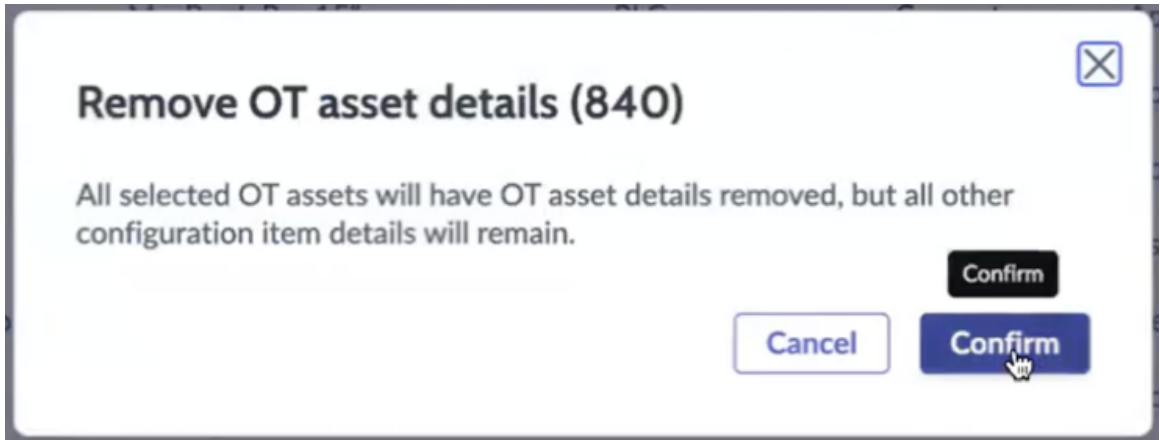 Remove OT asset details (840)
All selected OT assets will have OT asset details removed, but all other
configuration item details will remain.
Confirm
Cancel
Confirm